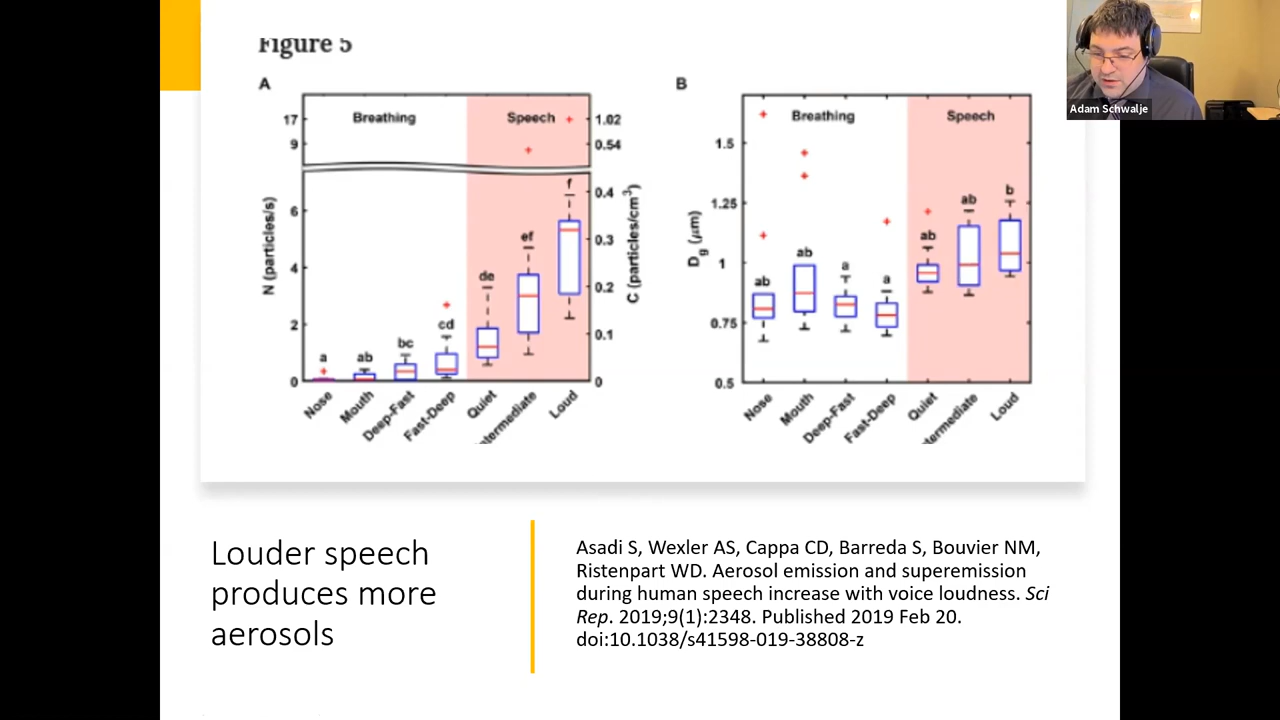 Figure 5
A
Breathing
Speech
17
9
6
4
2
0
N (particles/s)
1.02
0.54
0.4
0.3
0.2
0.1
0
C (particles/cm³)
a
ab
bc
cd
de
ef
f
Nose
Mouth
Deep-Fast
Fast-Deep
Quiet
ntermediate
Loud
B
Breathing
Speech
1.5
1.25
1
0.75
0.5
Dg (μm)
ab
ab
a
a
ab
ab
b
Nose
Mouth
Deep-Fast
Fast-Deep
Quiet
termediate
Loud
Adam Schwalje
Louder speech
produces more
aerosols
Asadi S, Wexler AS, Cappa CD, Barreda S, Bouvier NM,
Ristenpart WD. Aerosol emission and superemission
during human speech increase with voice loudness. Sci
Rep. 2019;9(1):2348. Published 2019 Feb 20.
doi:10.1038/s41598-019-38808-z